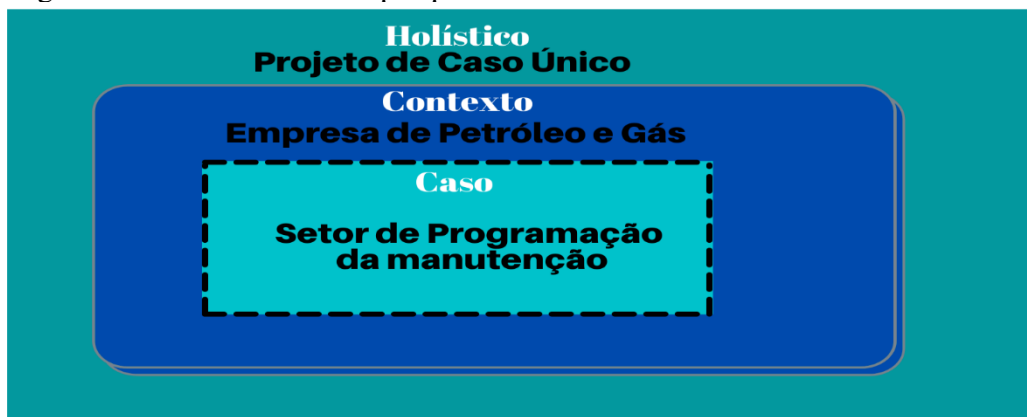 Holístico
Projeto de Caso Único
Contexto
Empresa de Petróleo e Gás
Caso
Setor de Programação
da manutenção